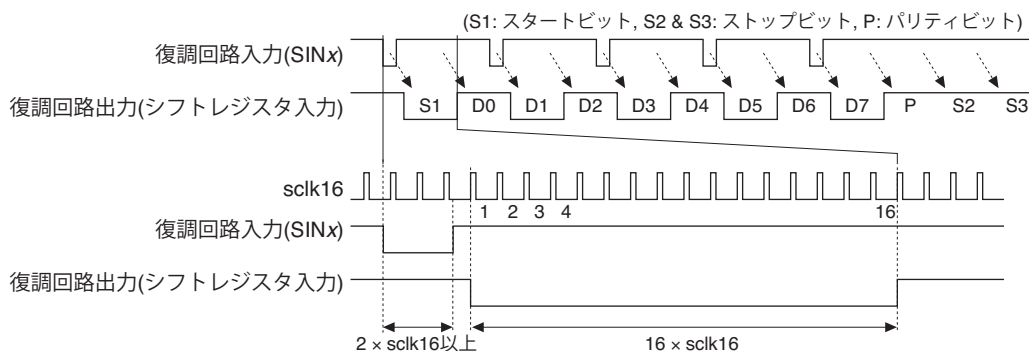 (S1: スタートビット, S2 & S3: ストップビット, P: パリティビット)
復調回路入力(SINx)
復調回路出力(シフトレジスタ入力) S1 D0 D1 D2 D3 D4 D5 D6 D7 P S2 S3
sclk16
1 2 3 4 16
復調回路入力(SINx)
復調回路出力(シフトレジスタ入力)
2 × sclk16以上 16 × sclk16